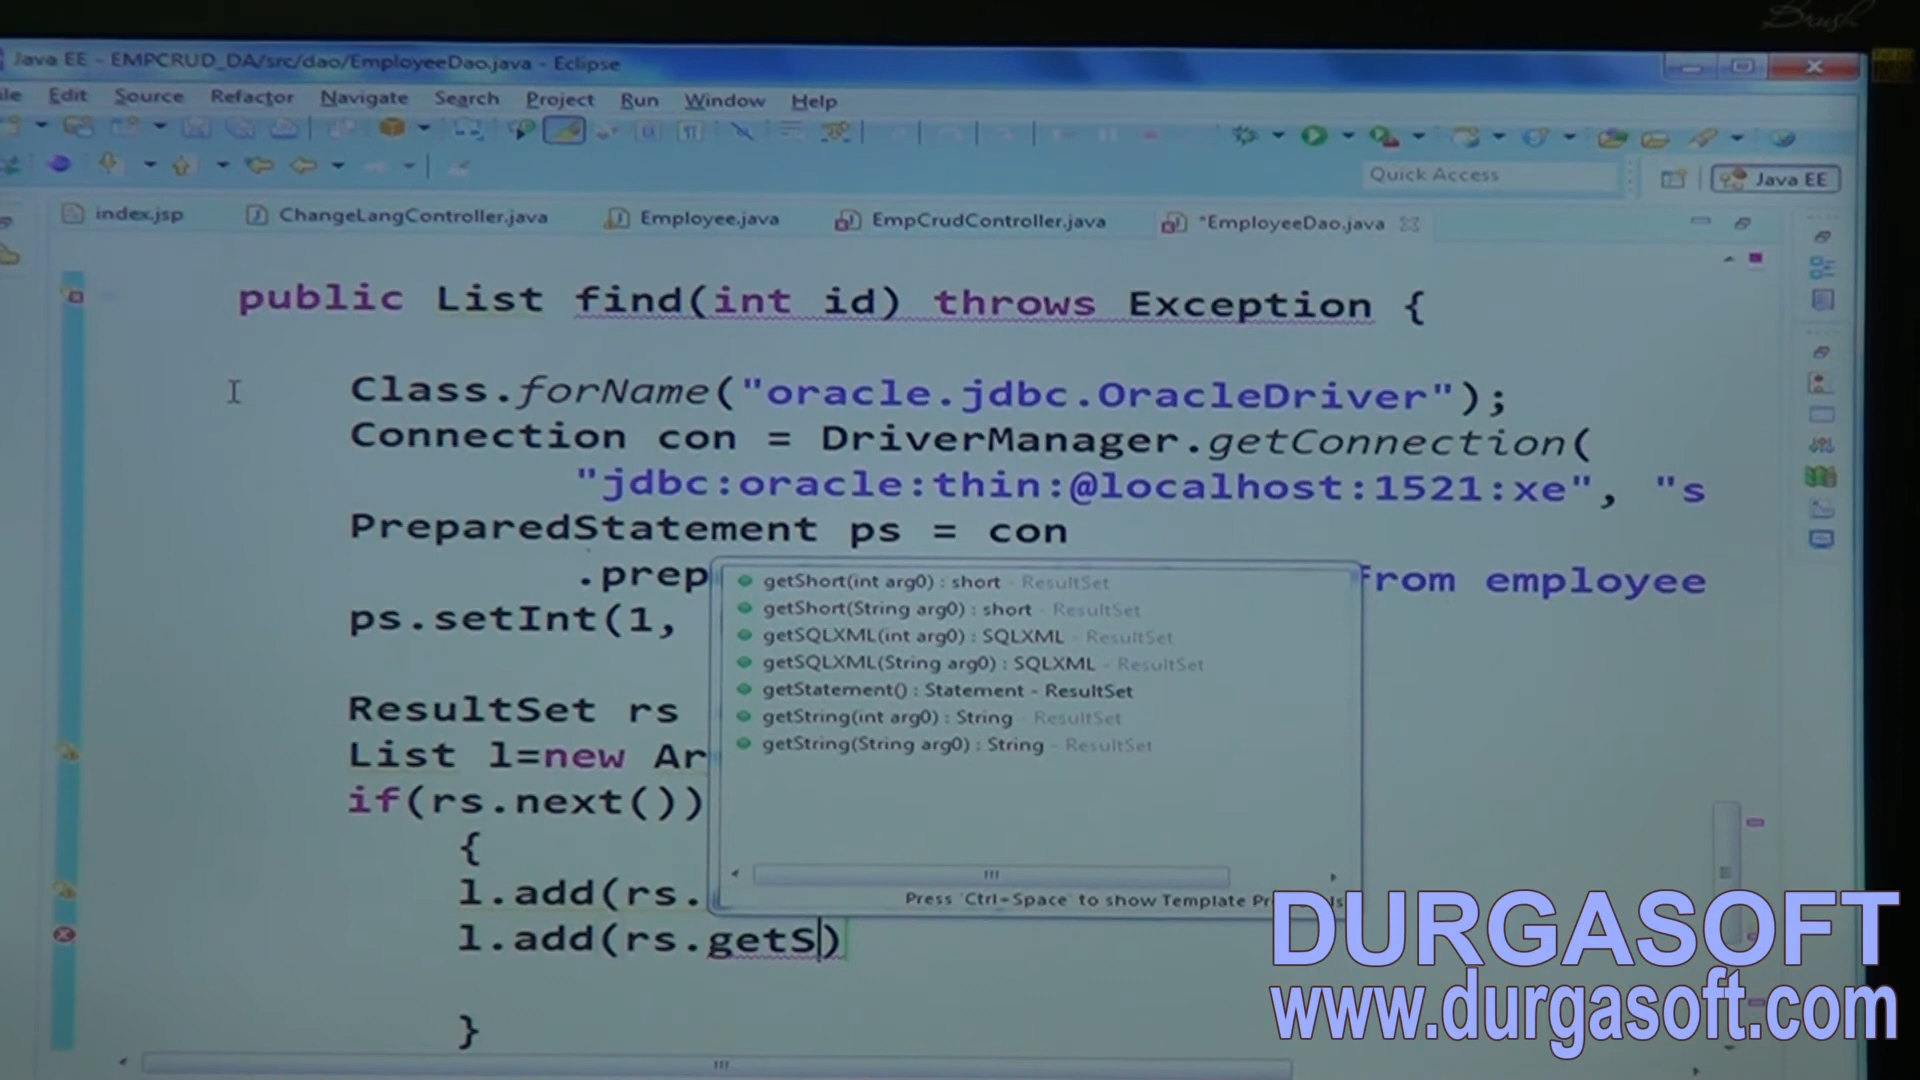 Brush
Java EE - EMPCRUD_DA/src/dao/EmployeeDao.java - Eclipse
Edit Source Refactor Navigate Search Project Run Window Help
Quick Access
Java EE
index.jsp
ChangeLangController.java
Employee.java
EmpCrudController.java
*EmployeeDao.java
public List find(int id) throws Exception {
Class.forName("oracle.jdbc.OracleDriver");
Connection con = DriverManager.getConnection(
"jdbc:oracle:thin:@localhost:1521:xe", "s
PreparedStatement ps = con
.prep
from employee
ps.setInt(1,
ResultSet rs
List l=new Ar
if(rs.next())
{
l.add(rs.
l.add(rs.getS)
}
getShort(int arg0) : short - ResultSet
getShort(String arg0) : short - ResultSet
getSQLXML(int arg0) : SQLXML - ResultSet
getSQLXML(String arg0) : SQLXML - ResultSet
getStatement() : Statement - ResultSet
getString(int arg0) : String - ResultSet
getString(String arg0) : String - ResultSet
Press 'Ctrl+Space' to show Template
DURGASOFT
www.durgasoft.com